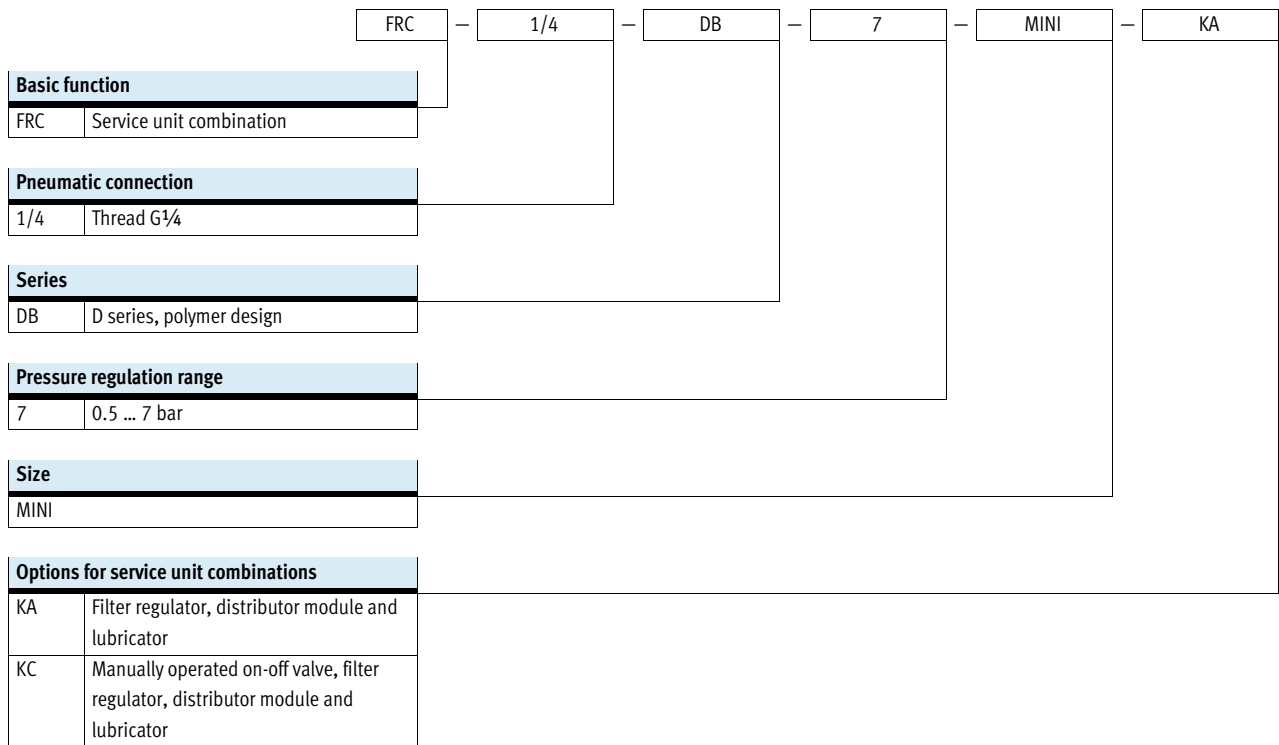 FRC — 1/4 — DB — 7 — MINI — KA
Basic function
FRC Service unit combination
Pneumatic connection
1/4 Thread G¼
Series
DB D series, polymer design
Pressure regulation range
7 0.5 … 7 bar
Size
MINI
Options for service unit combinations
KA Filter regulator, distributor module and
lubricator
KC Manually operated on-off valve, filter
regulator, distributor module and
lubricator